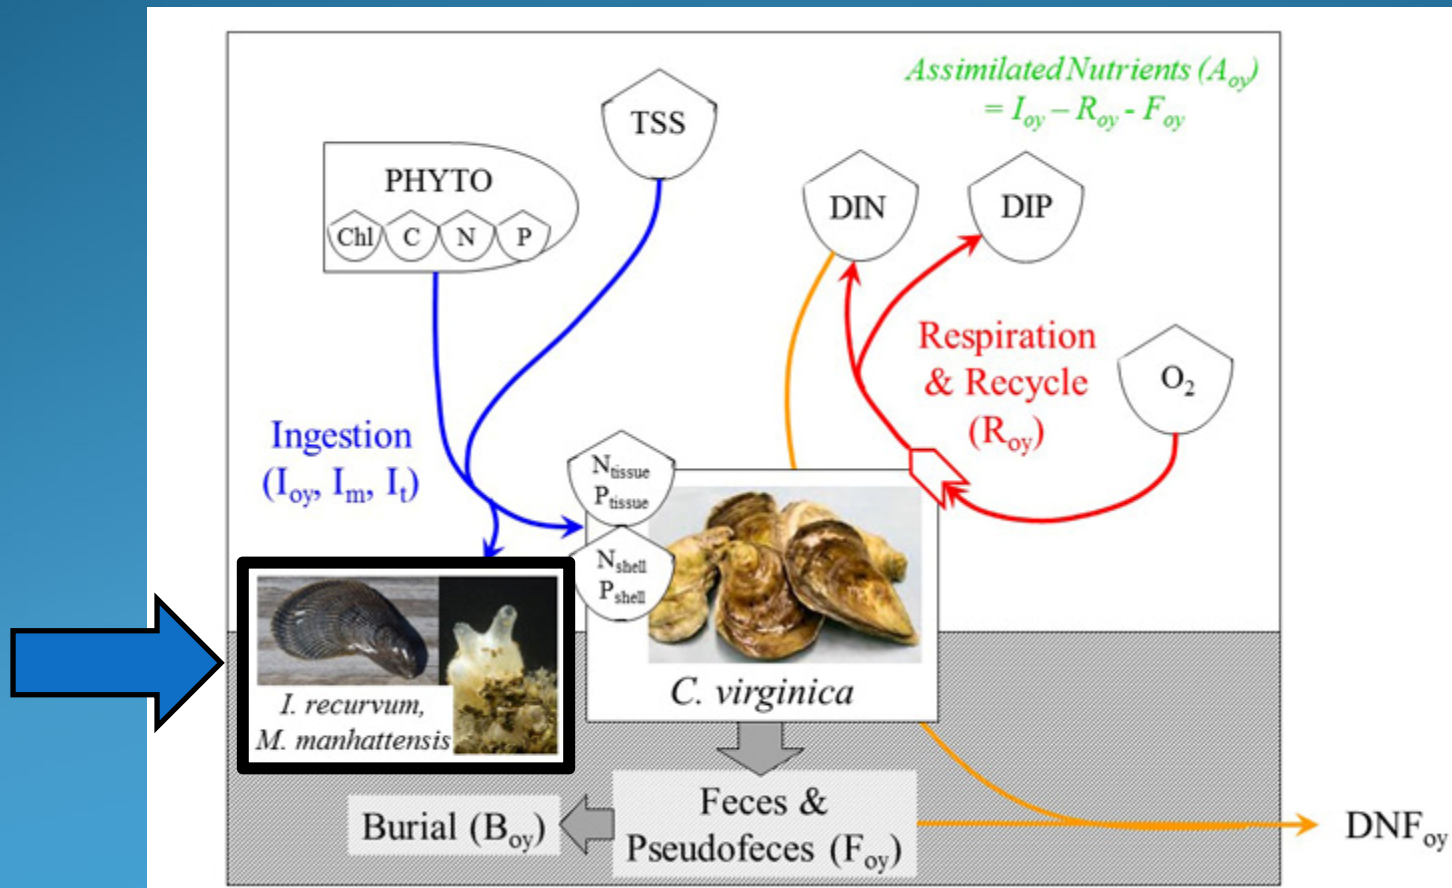 Assimilated Nutrients (Aoy)
= Ioy – Roy - Foy
TSS
PHYTO
Chl C N P
DIN
DIP
Respiration
& Recycle
(Roy)
O2
Ingestion
(Ioy, Im, It)
Ntissue
Ptissue
Nshell
Pshell
I. recurvum,
M. manhattensis
C. virginica
Feces &
Pseudofeces (Foy)
Burial (Boy)
DNFoy